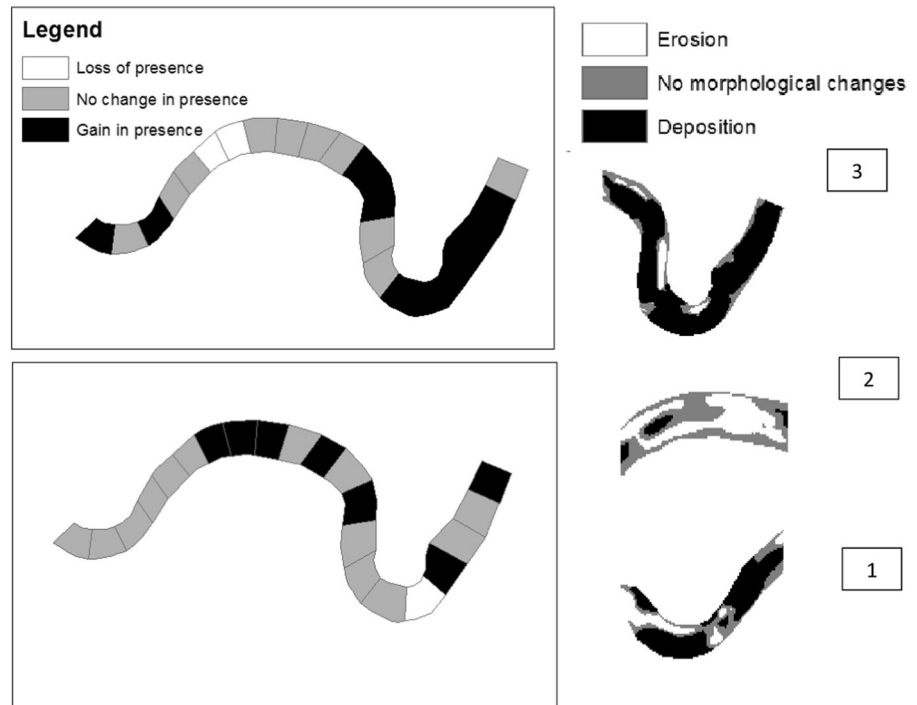 Legend
Loss of presence
No change in presence
Gain in presence
Erosion
No morphological changes
Deposition
3
2
1